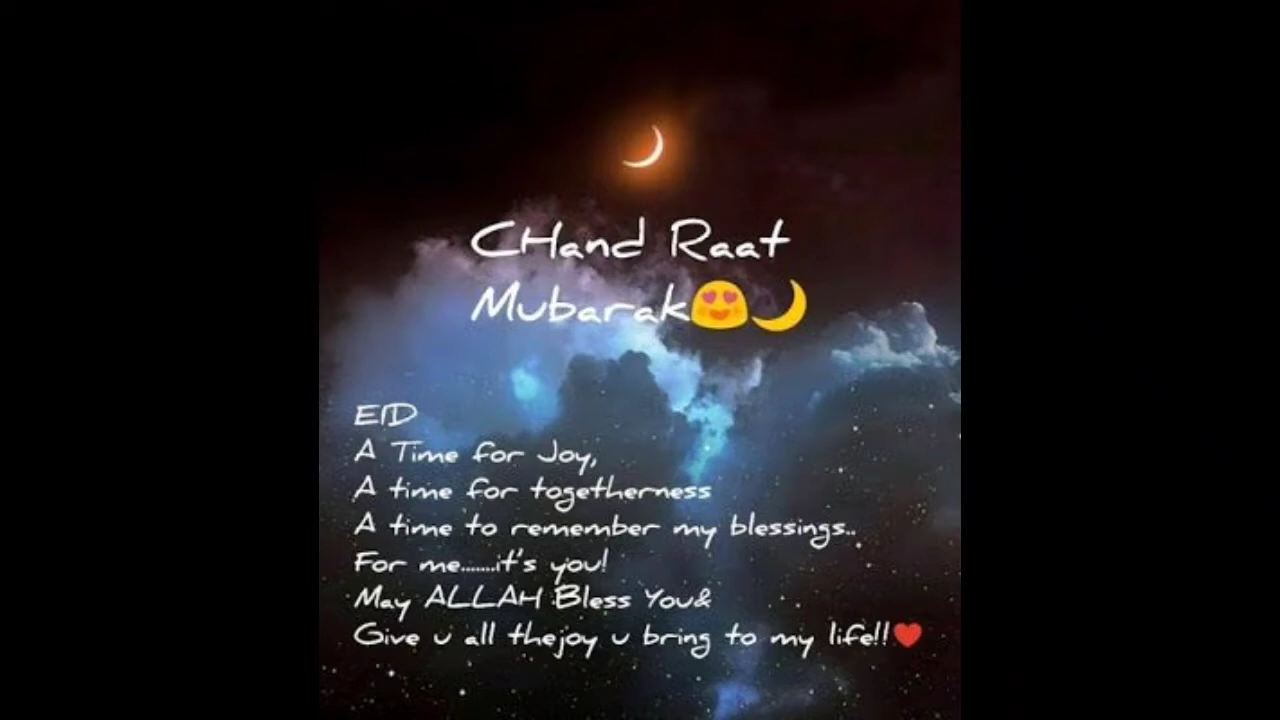 CHand Raat
Mubarak😍🌙
EID
A Time for Joy,
A time for togetherness
A time to remember my blessings..
For me.......it's you!
May ALLAH Bless You&
Give u all thejoy u bring to my life!!❤